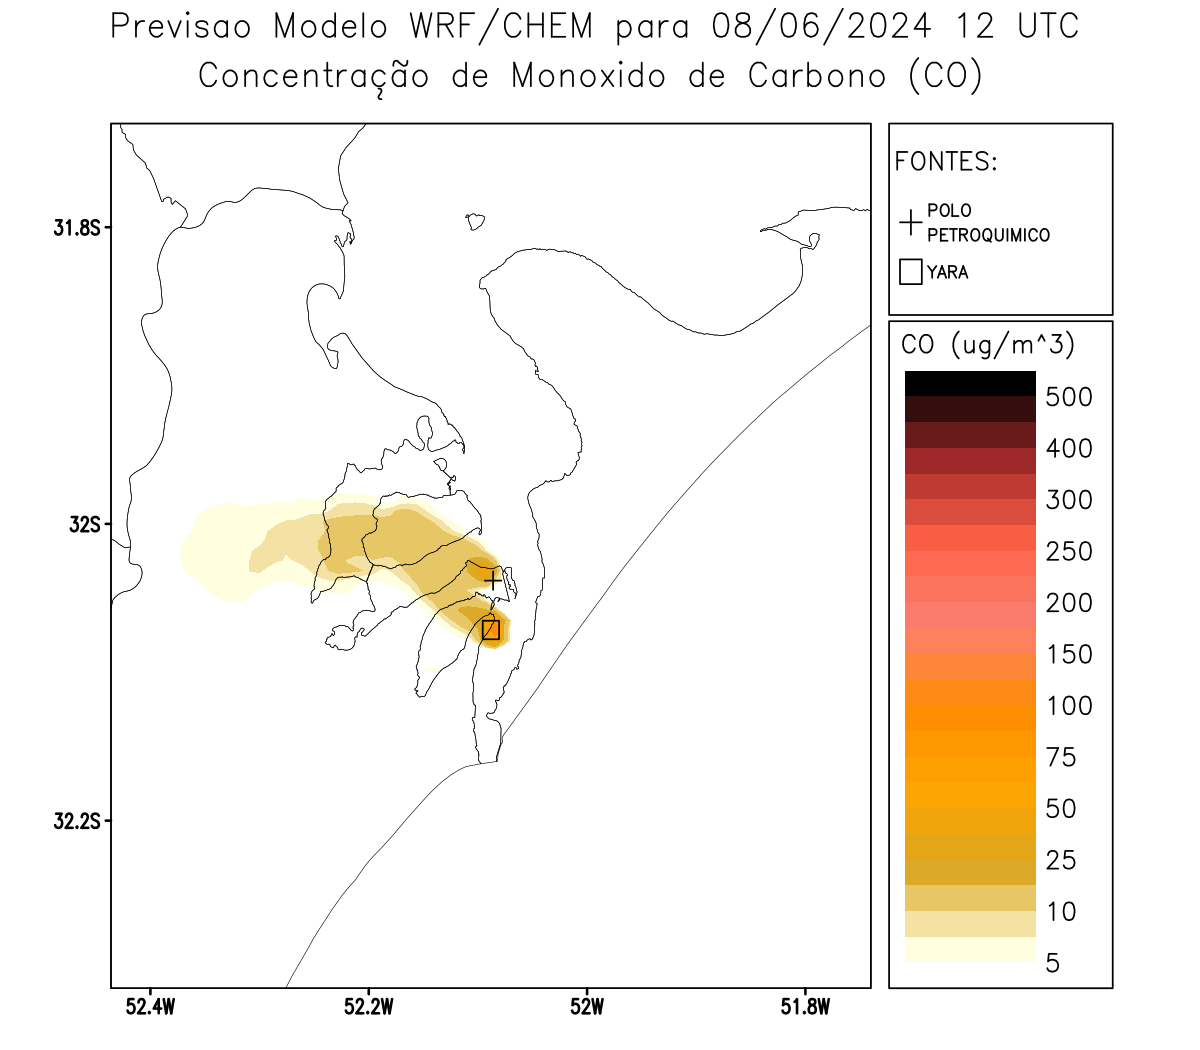 Previsao Modelo WRF/CHEM para 08/06/2024 12 UTC
Concentração de Monoxido de Carbono (CO)
FONTES:
POLO
PETROQUIMICO
YARA
CO (ug/m^3)
500
400
300
250
200
150
100
75
50
25
10
5
31.8S
32S
32.2S
52.4W
52.2W
52W
51.8W